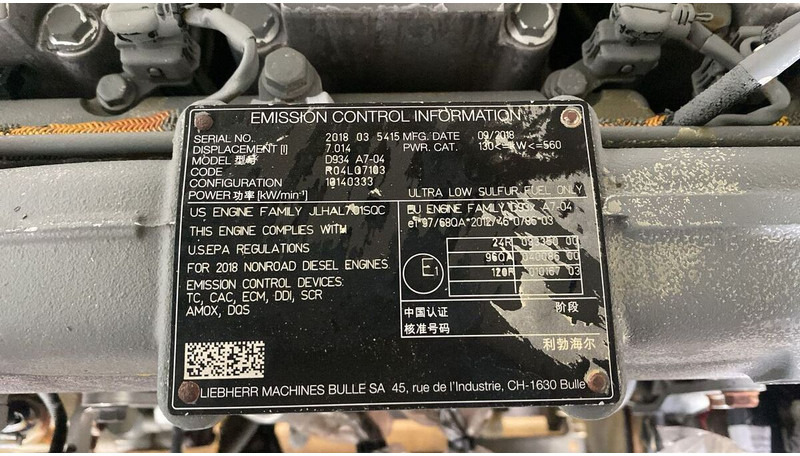 EMISSION CONTROL INFORMATION
SERIAL NO. 2018 03 5415 MFG. DATE 09/2018
DISPLACEMENT [l] 7.014 PWR. CAT. 130<=kW<=560
MODEL 型号 D934 A7-04
CODE R04L07103
CONFIGURATION 10140333
POWER 功率 [kW/min⁻¹] ULTRA LOW SULFUR FUEL ONLY
US ENGINE FAMILY
THIS ENGINE COMPLIES WITH
U.S.EPA REGULATIONS
FOR 2018 NONROAD DIESEL ENGINES.
EMISSION CONTROL DEVICES:
TC, CAC, ECM, DDI, SCR
AMOX, DQS
EU ENGINE FAMILY D934 A7-04
24R
E1
960A
120R
中国认证 阶段
核准号码
利勃海尔
LIEBHERR MACHINES BULLE SA 45, rue de l'Industrie, CH-1630 Bulle